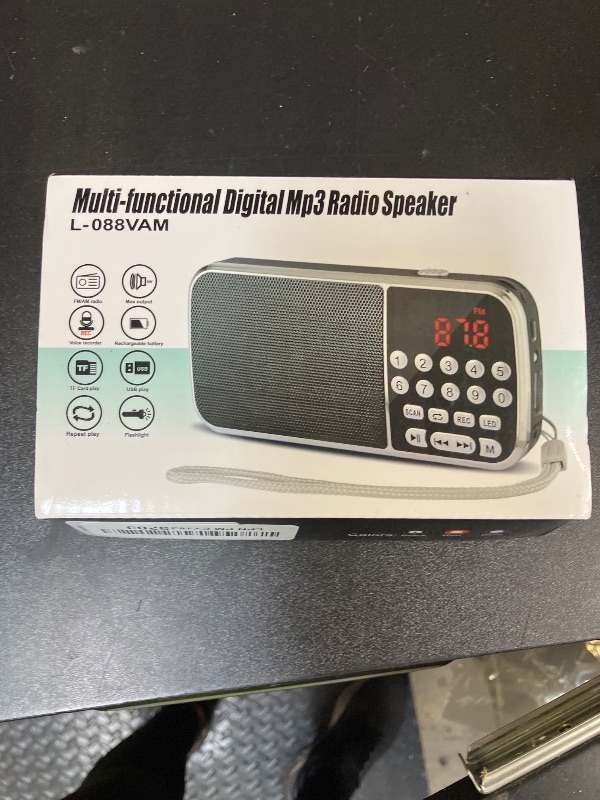 Multi-functional Digital Mp3 Radio Speaker
L-088VAM
FM/AM radio
Max output
REC
Voice recorder
Rechargeable battery
TF
USB
TF Card play
USB play
Repeat play
Flashlight
FM
87.8
1 2 3 4 5
6 7 8 9 0
SCAN REC LED
M